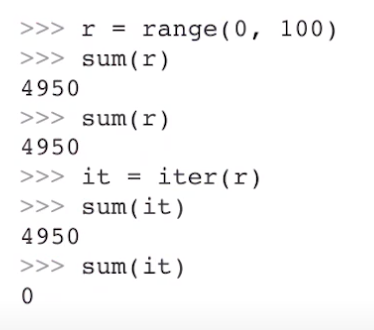 >>> r = range(0, 100)
>>> sum(r)
4950
>>> sum(r)
4950
>>> it = iter(r)
>>> sum(it)
4950
>>> sum(it)
0